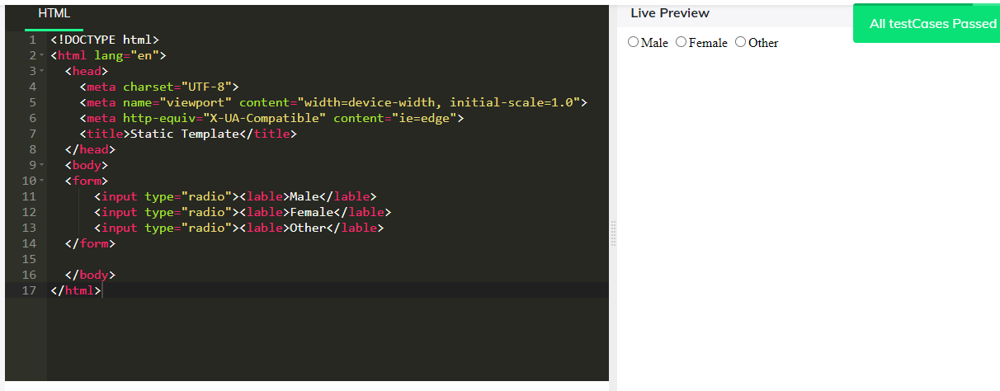 HTML
1 <!DOCTYPE html>
2 <html lang="en">
3 <head>
4 <meta charset="UTF-8">
5 <meta name="viewport" content="width=device-width, initial-scale=1.0">
6 <meta http-equiv="X-UA-Compatible" content="ie=edge">
7 <title>Static Template</title>
8 </head>
9 <body>
10 <form>
11 <input type="radio"><lable>Male</lable>
12 <input type="radio"><lable>Female</lable>
13 <input type="radio"><lable>Other</lable>
14 </form>
15
16 </body>
17 </html>
Live Preview
All testCases Passed
Male Female Other